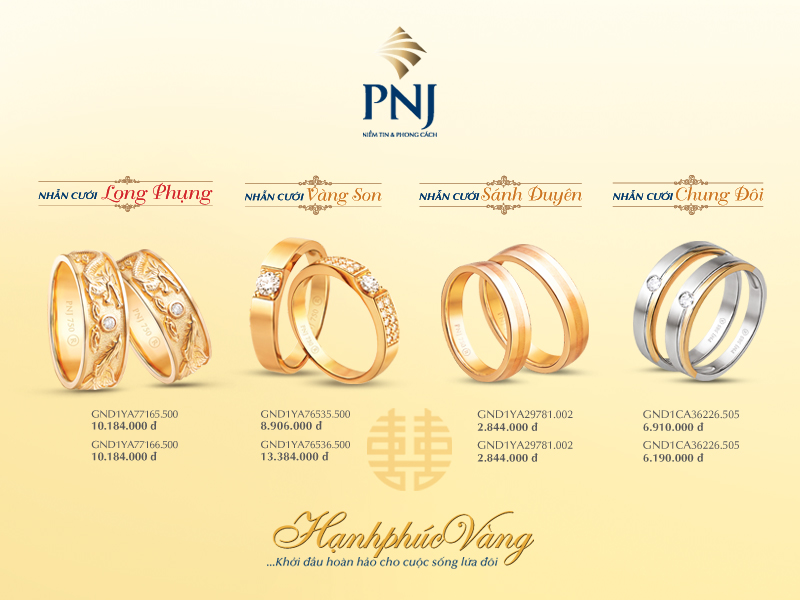 PNJ
NIỀM TIN & PHONG CÁCH
NHẪN CƯỚI Long Phụng
NHẪN CƯỚI Vàng Son
NHẪN CƯỚI Sánh Duyên
NHẪN CƯỚI Chung Đôi
PNJ 750
GND1YA77165.500
10.184.000 đ
GND1YA77166.500
10.184.000 đ
GND1YA76535.500
8.906.000 đ
GND1YA76536.500
13.384.000 đ
GND1YA29781.002
2.844.000 đ
GND1YA29781.002
2.844.000 đ
GND1CA36226.505
6.910.000 đ
GND1CA36226.505
6.190.000 đ
囍
Hạnh phúc Vàng
...Khởi đầu hoàn hảo cho cuộc sống lứa đôi